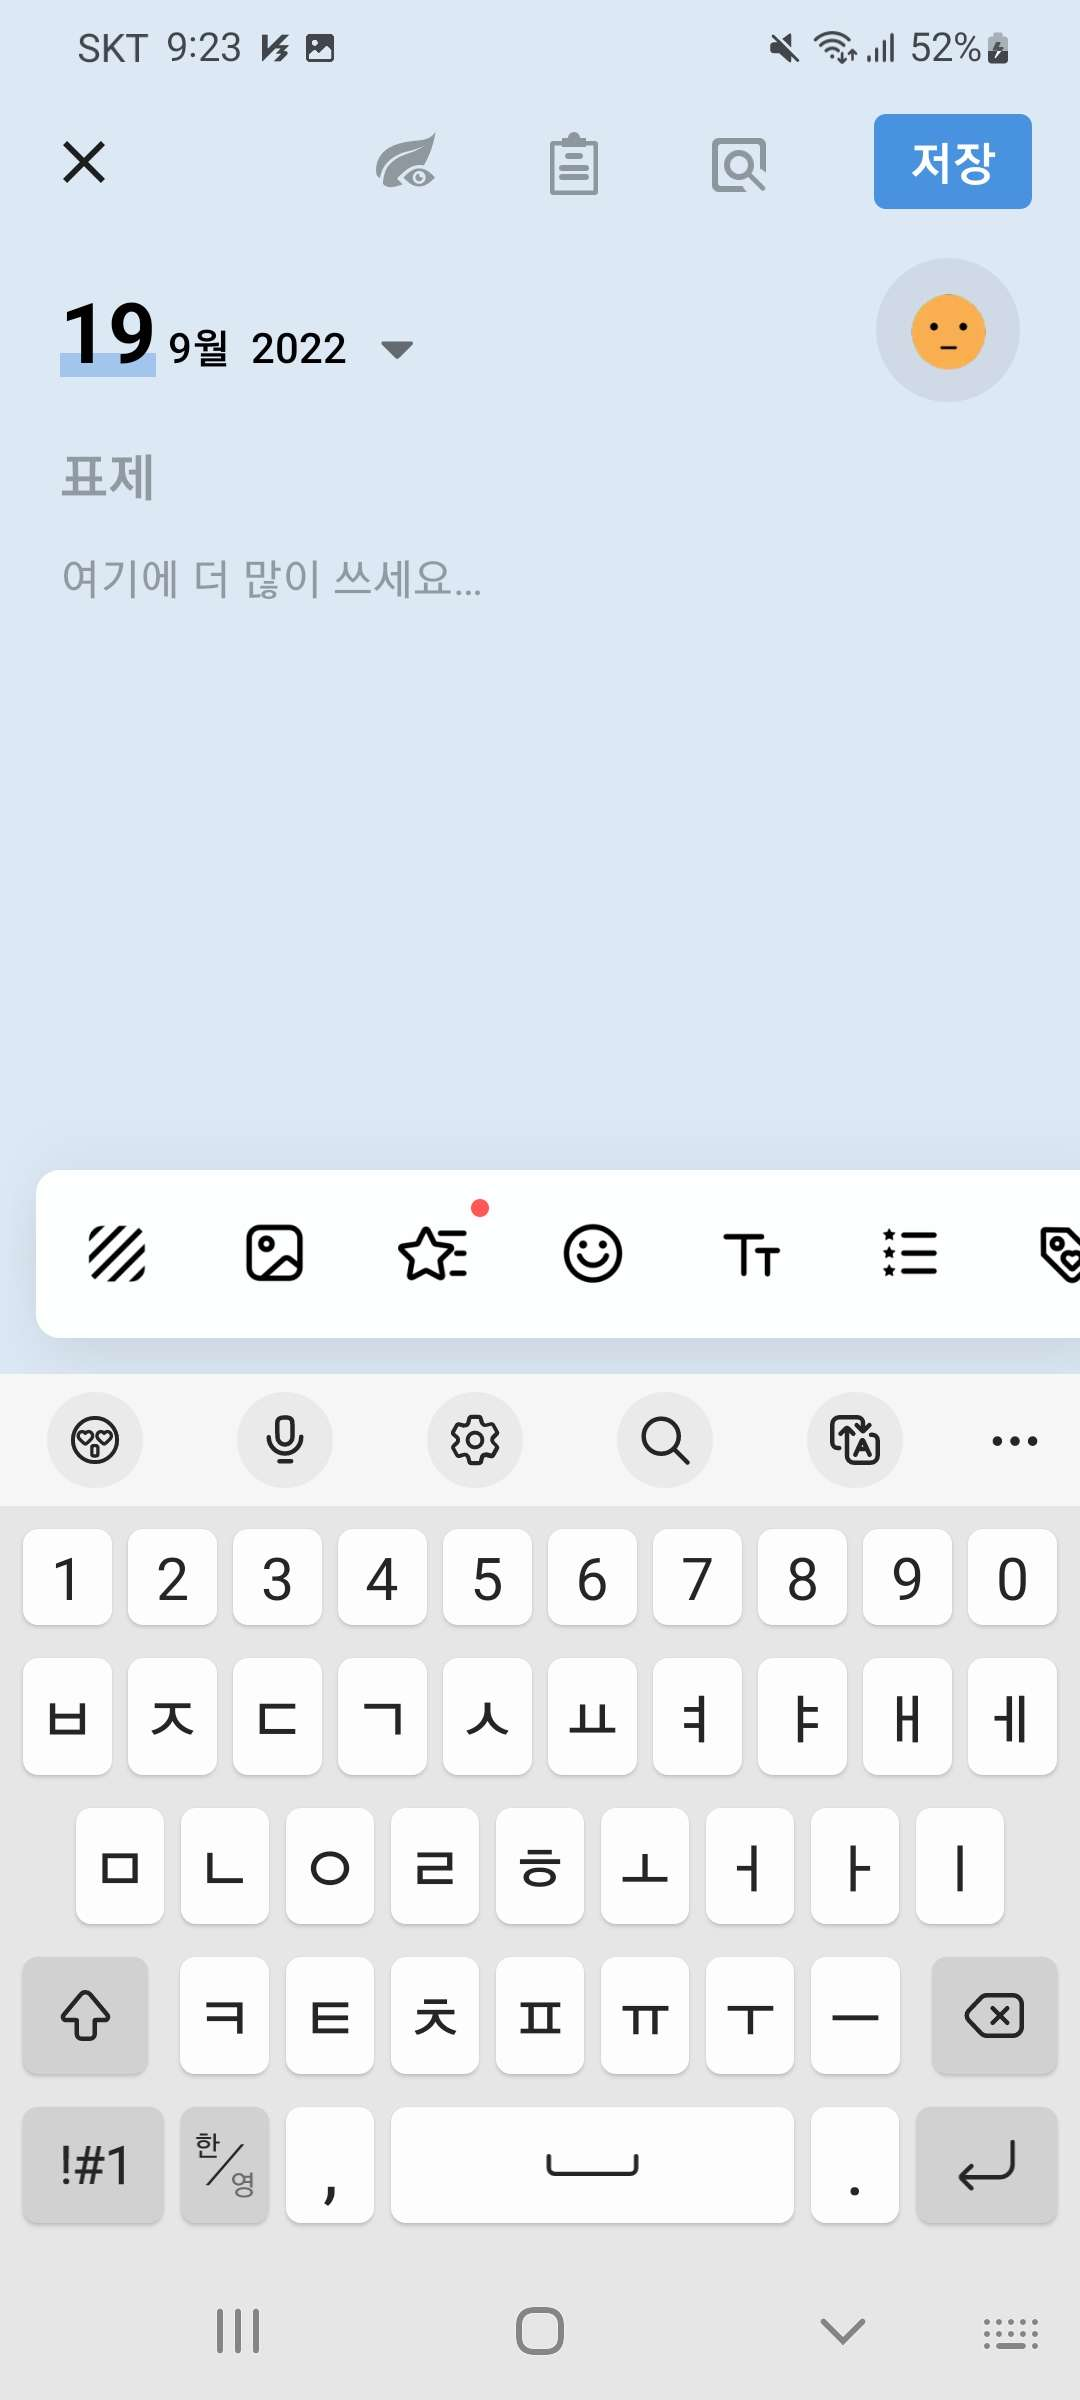 SKT 9:23 52%
저장
19 9월 2022
표제
여기에 더 많이 쓰세요...
1 2 3 4 5 6 7 8 9 0
ㅂ ㅈ ㄷ ㄱ ㅅ ㅛ ㅕ ㅑ ㅐ ㅔ
ㅁ ㄴ ㅇ ㄹ ㅎ ㅗ ㅓ ㅏ ㅣ
ㅋ ㅌ ㅊ ㅍ ㅠ ㅜ ㅡ
!#1 한/영 , .